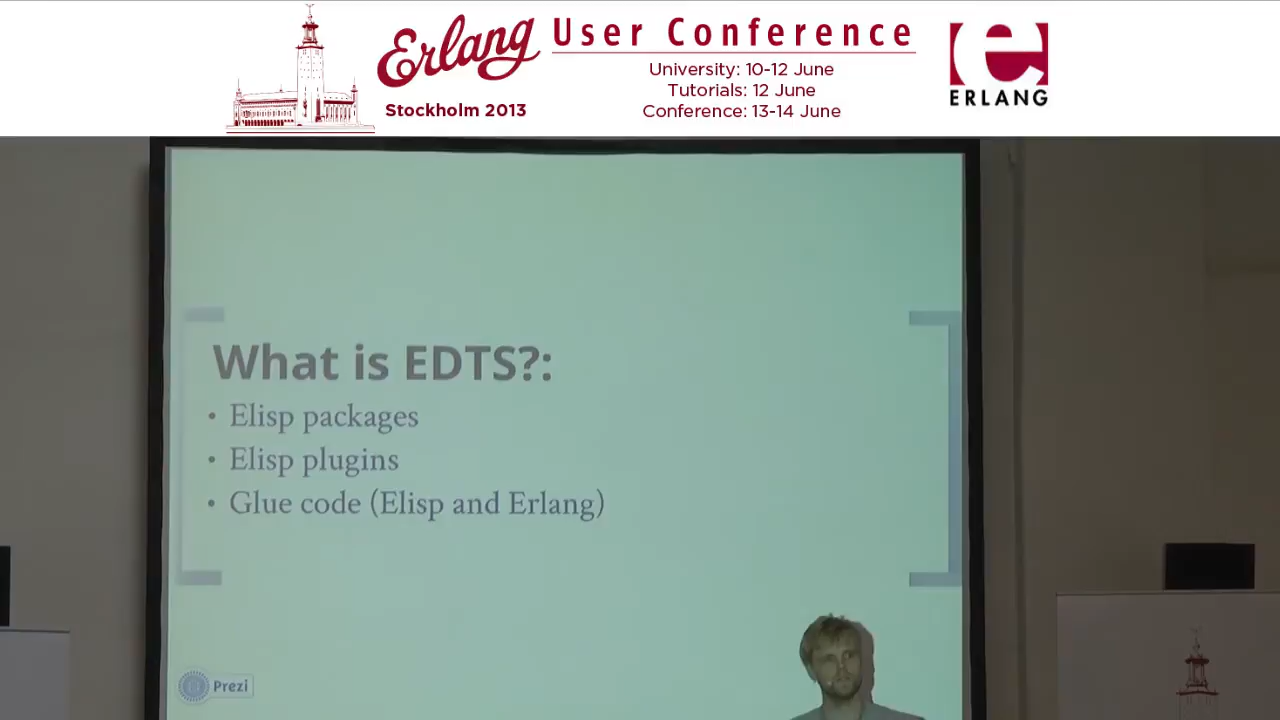 Erlang User Conference
Stockholm 2013
University: 10-12 June
Tutorials: 12 June
Conference: 13-14 June
e
ERLANG
What is EDTS?:
• Elisp packages
• Elisp plugins
• Glue code (Elisp and Erlang)
Prezi